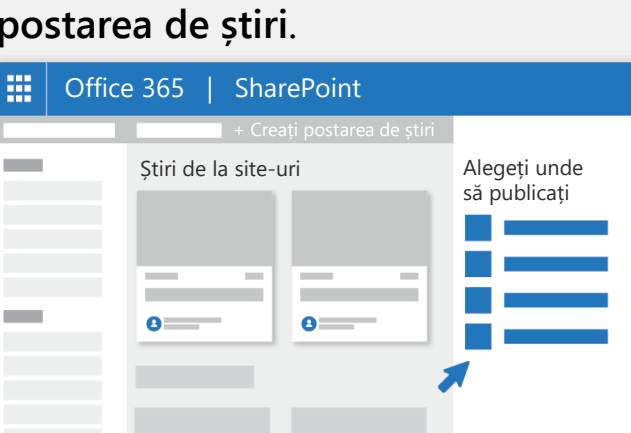 postarea de știri.
Office 365 | SharePoint
+ Creați postarea de știri
Știri de la site-uri
Alegeți unde
să publicați